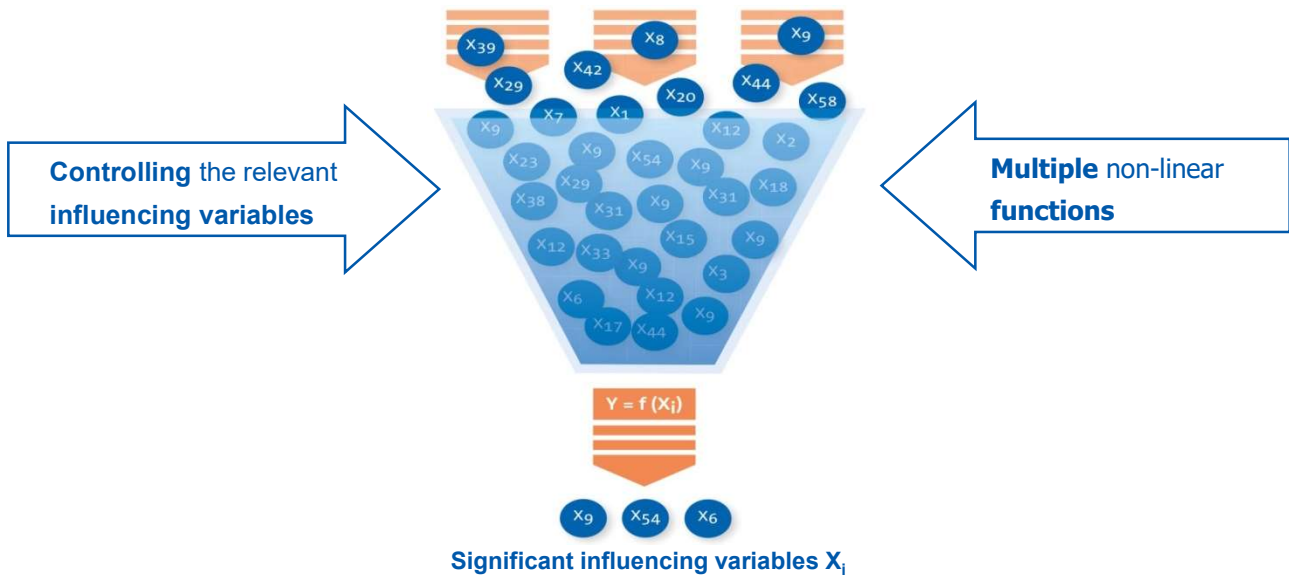 X39 X8 X9
X42
X29 X20 X44 X58
X7 X1
X9 X12 X2
X23 X9 X54 X9
X29 X18
X38 X31 X9 X31
X12 X33 X15 X9
X9 X3
X6 X12
X17 X44 X9
Controlling the relevant
influencing variables
Multiple non-linear
functions
Y = f (Xi)
X9 X54 X6
Significant influencing variables Xi